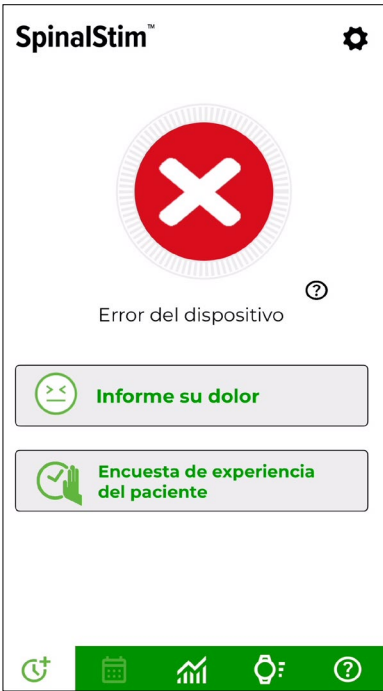 SpinalStim™
Error del dispositivo
Informe su dolor
Encuesta de experiencia
del paciente